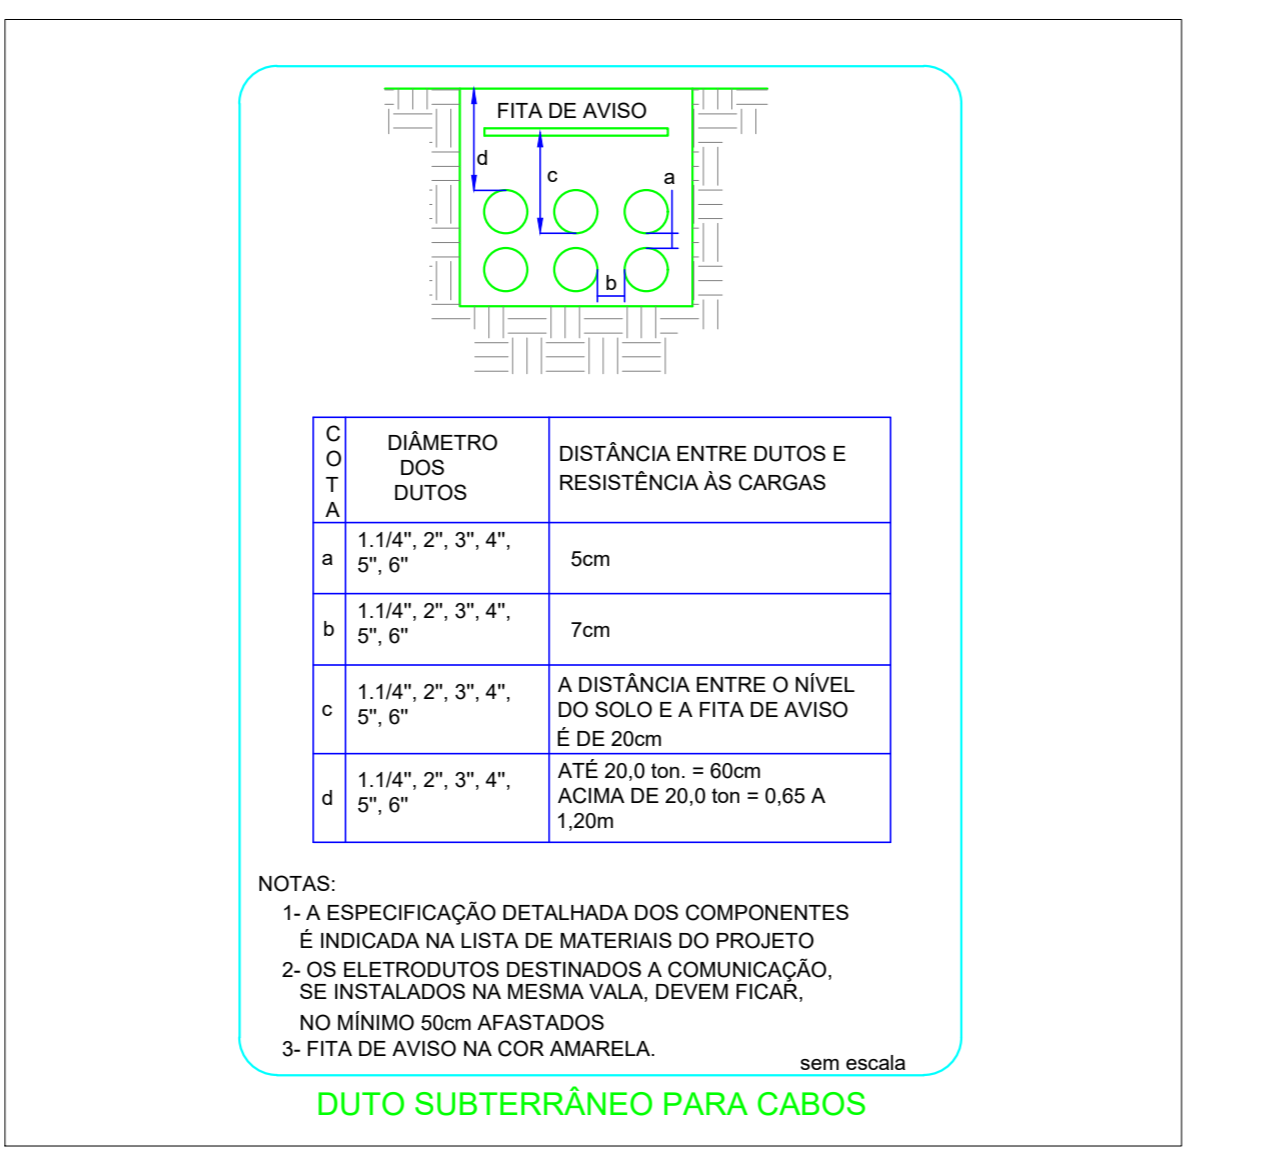 FITA DE AVISO
d
c
a
b
C
O
T
A
DIÂMETRO
DOS
DUTOS
DISTÂNCIA ENTRE DUTOS E
RESISTÊNCIA ÀS CARGAS
a
1.1/4", 2", 3", 4",
5", 6"
5cm
b
1.1/4", 2", 3", 4",
5", 6"
7cm
c
1.1/4", 2", 3", 4",
5", 6"
A DISTÂNCIA ENTRE O NÍVEL
DO SOLO E A FITA DE AVISO
É DE 20cm
d
1.1/4", 2", 3", 4",
5", 6"
ATÉ 20,0 ton. = 60cm
ACIMA DE 20,0 ton = 0,65 A
1,20m
NOTAS:
1- A ESPECIFICAÇÃO DETALHADA DOS COMPONENTES
É INDICADA NA LISTA DE MATERIAIS DO PROJETO
2- OS ELETRODUTOS DESTINADOS A COMUNICAÇÃO,
SE INSTALADOS NA MESMA VALA, DEVEM FICAR,
NO MÍNIMO 50cm AFASTADOS
3- FITA DE AVISO NA COR AMARELA.
sem escala
DUTO SUBTERRÂNEO PARA CABOS